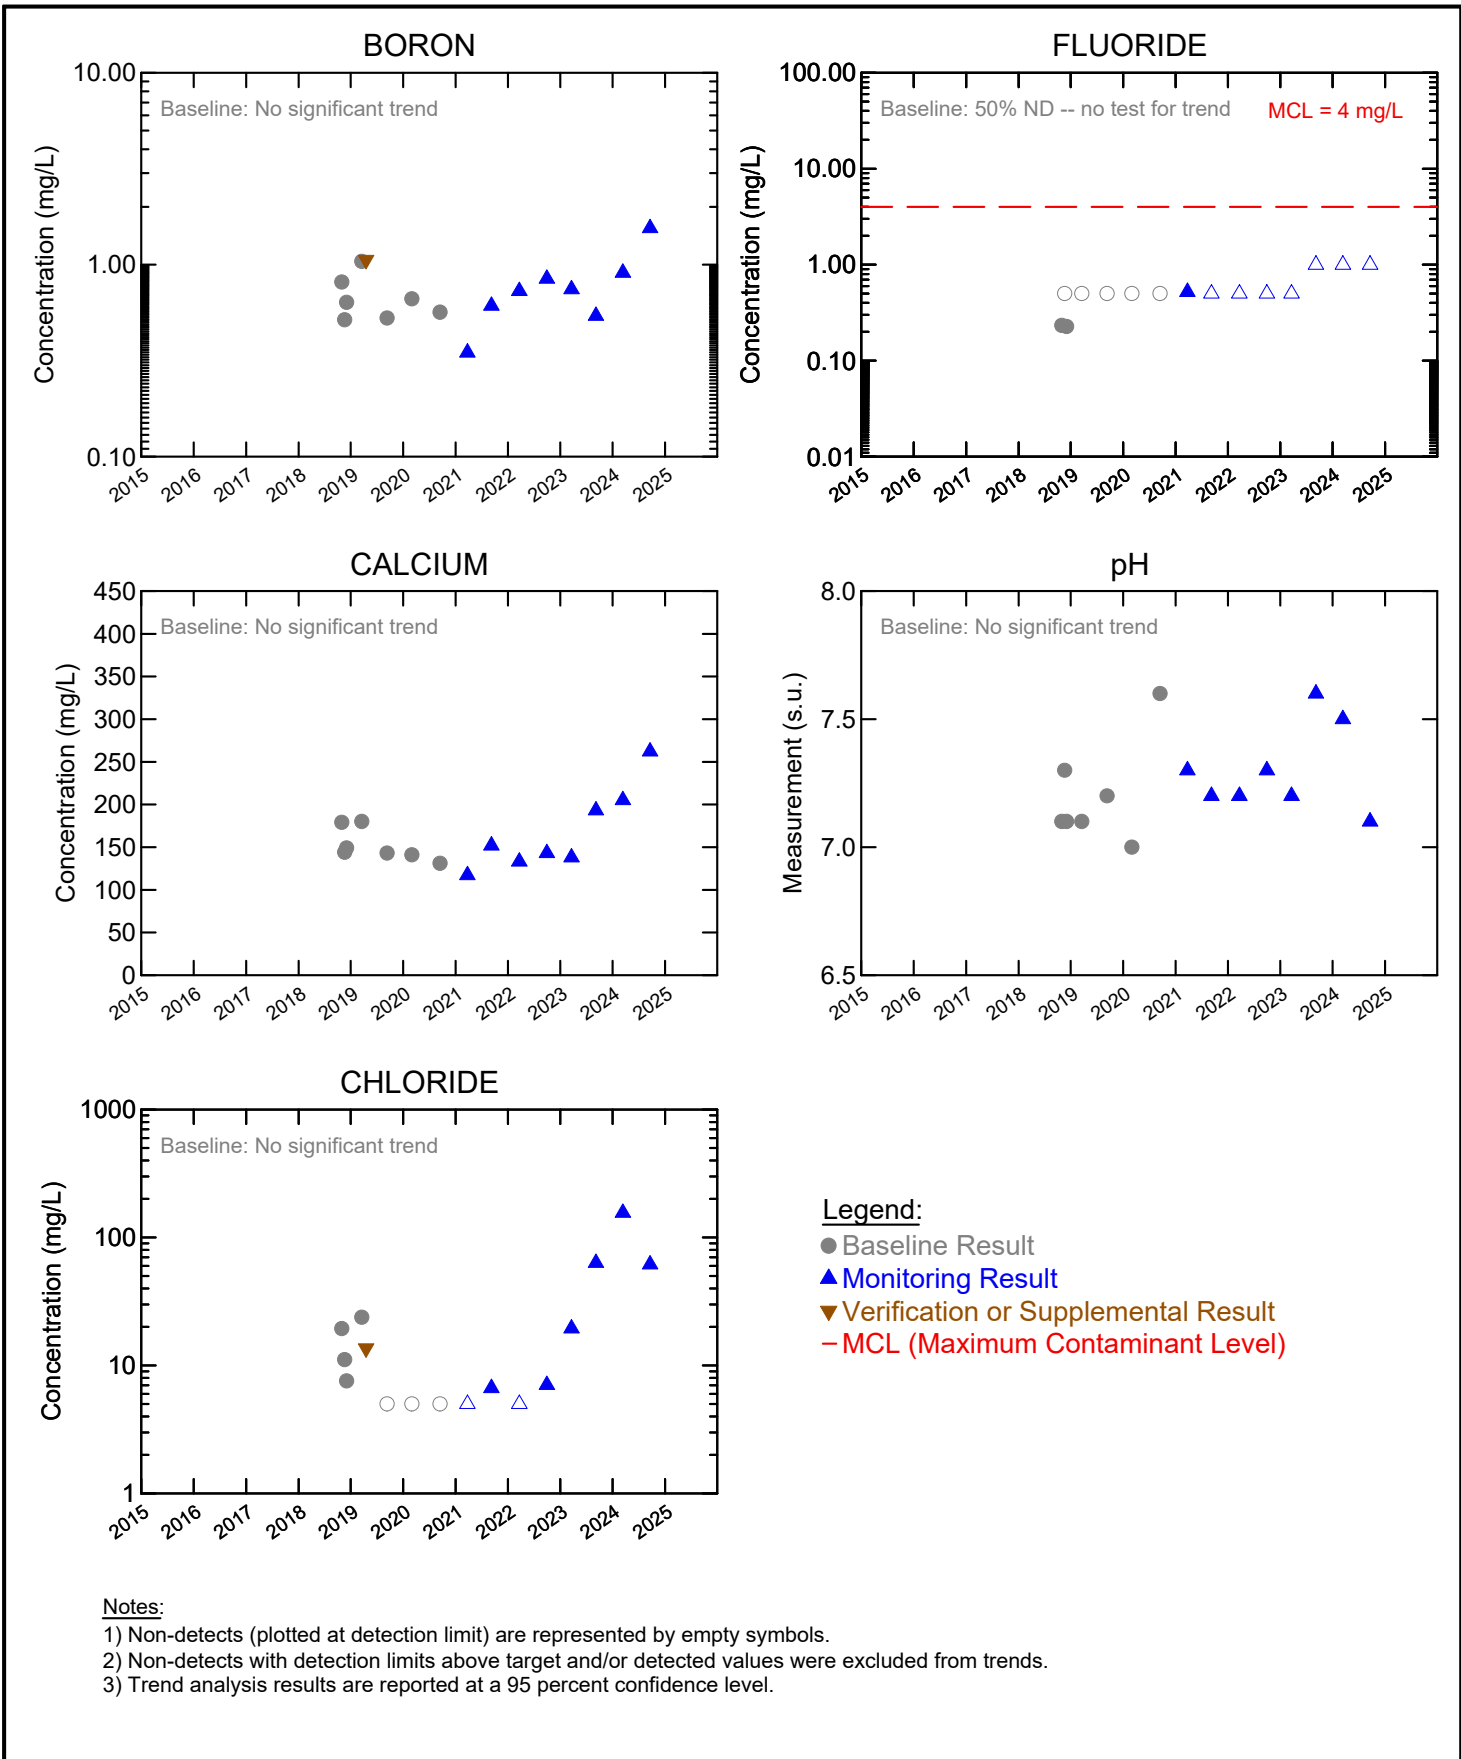 BORON
Concentration (mg/L)
Baseline: No significant trend
10.00
1.00
0.10
2015 2016 2017 2018 2019 2020 2021 2022 2023 2024 2025
FLUORIDE
Concentration (mg/L)
Baseline: 50% ND -- no test for trend
MCL = 4 mg/L
100.00
10.00
1.00
0.10
0.01
2015 2016 2017 2018 2019 2020 2021 2022 2023 2024 2025
CALCIUM
Concentration (mg/L)
Baseline: No significant trend
450
400
350
300
250
200
150
100
50
0
2015 2016 2017 2018 2019 2020 2021 2022 2023 2024 2025
pH
Measurement (s.u.)
Baseline: No significant trend
8.0
7.5
7.0
6.5
2015 2016 2017 2018 2019 2020 2021 2022 2023 2024 2025
CHLORIDE
Concentration (mg/L)
Baseline: No significant trend
1000
100
10
1
2015 2016 2017 2018 2019 2020 2021 2022 2023 2024 2025
Legend:
Baseline Result
Monitoring Result
Verification or Supplemental Result
MCL (Maximum Contaminant Level)
Notes:
1) Non-detects (plotted at detection limit) are represented by empty symbols.
2) Non-detects with detection limits above target and/or detected values were excluded from trends.
3) Trend analysis results are reported at a 95 percent confidence level.